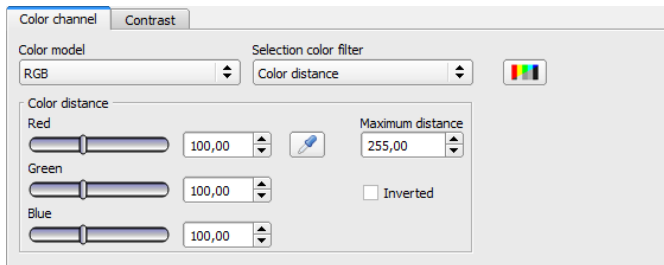 Color channel Contrast
Color model Selection color filter
RGB Color distance
Color distance
Red Maximum distance
100,00 255,00
Green
100,00 Inverted
Blue
100,00